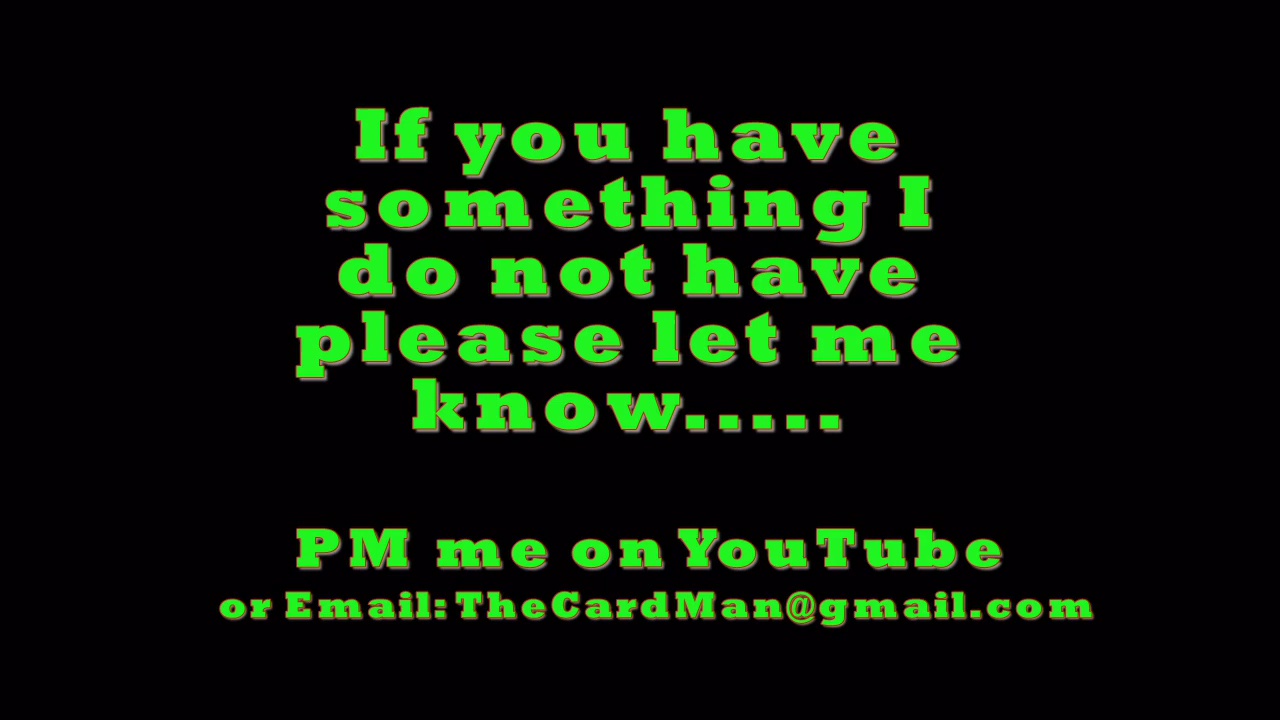 If you have
something I
do not have
please let me
know.....
PM me on YouTube
or Email: TheCardMan@gmail.com